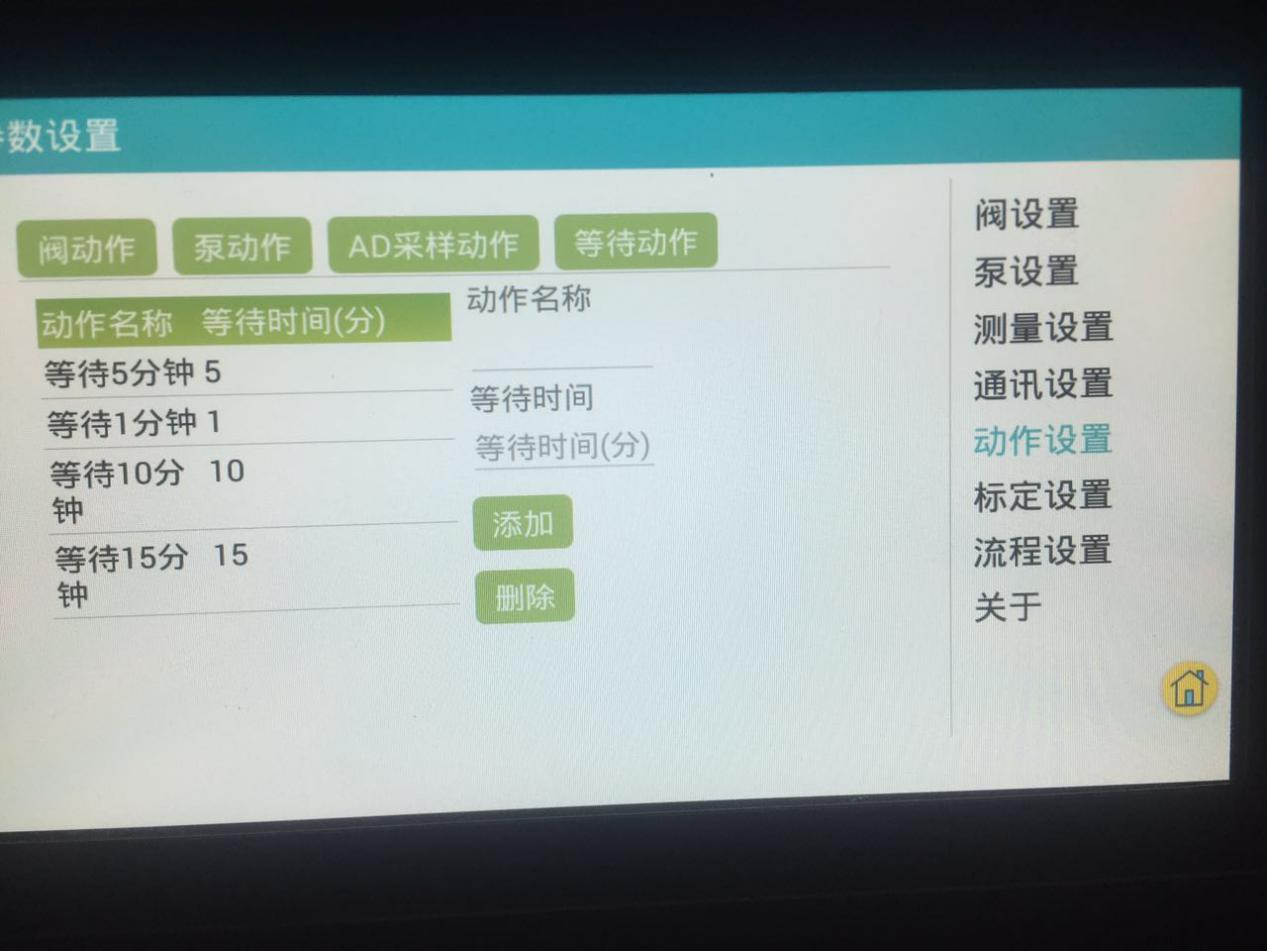 数设置
阀动作 泵动作 AD采样动作 等待动作
动作名称 等待时间(分)
等待5分钟 5
等待1分钟 1
等待10分 10
钟
等待15分 15
钟
动作名称
等待时间
等待时间(分)
添加
删除
阀设置
泵设置
测量设置
通讯设置
动作设置
标定设置
流程设置
关于